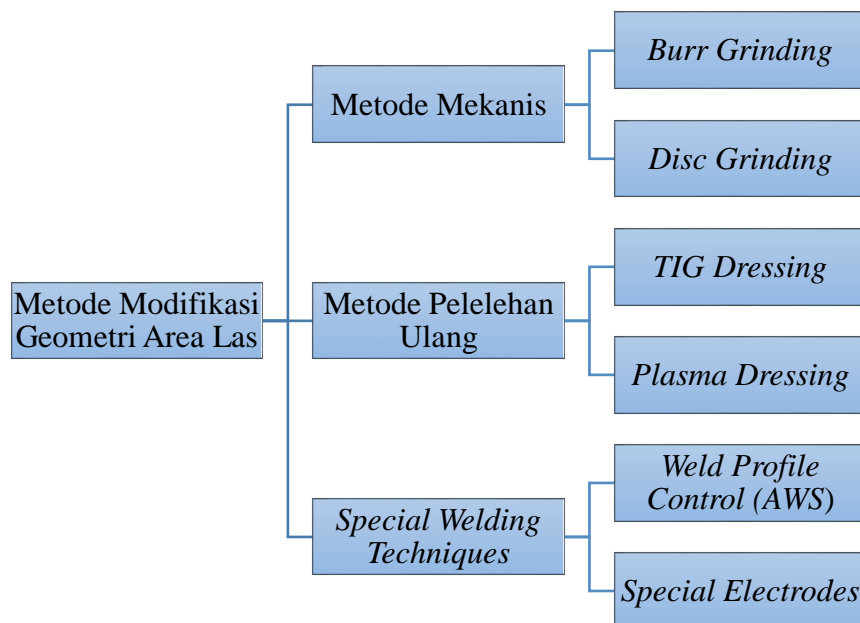 Metode Modifikasi
Geometri Area Las
Metode Mekanis
Burr Grinding
Disc Grinding
Metode Pelelehan
Ulang
TIG Dressing
Plasma Dressing
Special Welding
Techniques
Weld Profile
Control (AWS)
Special Electrodes